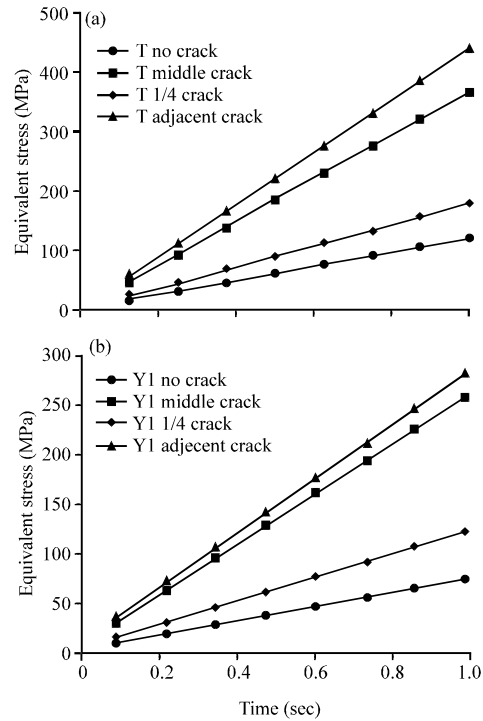 (a)
T no crack
T middle crack
T 1/4 crack
T adjacent crack
Equivalent stress (MPa)
500
400
300
200
100
0
(b)
Y1 no crack
Y1 middle crack
Y1 1/4 crack
Y1 adjecent crack
Equivalent stress (MPa)
300
250
200
150
100
50
0
0 0.2 0.4 0.6 0.8 1.0
Time (sec)